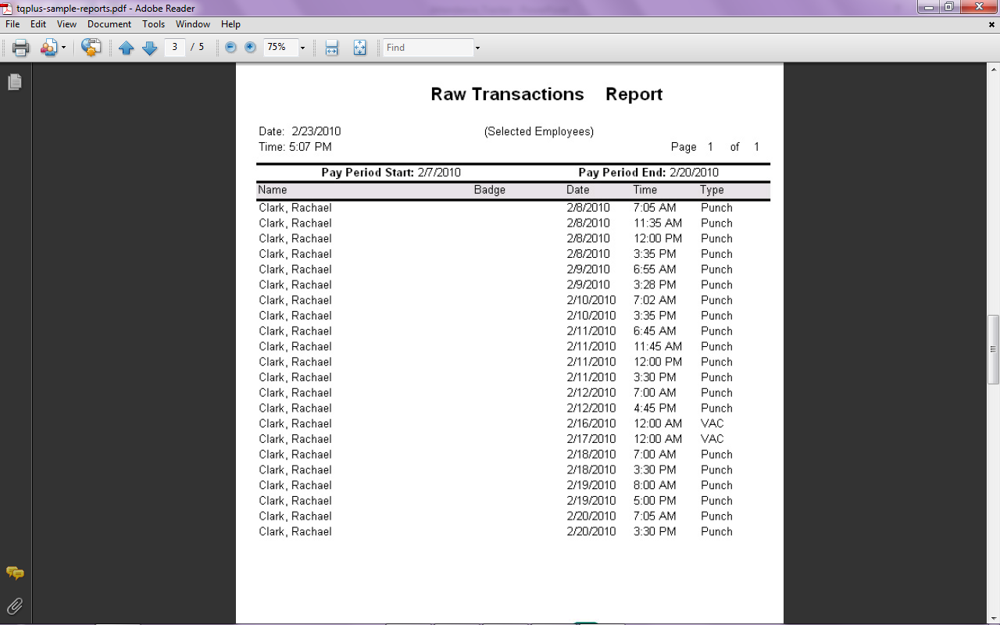 tqplus-sample-reports.pdf - Adobe Reader
File Edit View Document Tools Window Help
3 / 5 75% Find
Raw Transactions Report
Date: 2/23/2010 (Selected Employees)
Time: 5:07 PM Page 1 of 1
Pay Period Start: 2/7/2010 Pay Period End: 2/20/2010
Name Badge Date Time Type
Clark, Rachael 2/8/2010 7:05 AM Punch
Clark, Rachael 2/8/2010 11:35 AM Punch
Clark, Rachael 2/8/2010 12:00 PM Punch
Clark, Rachael 2/8/2010 3:35 PM Punch
Clark, Rachael 2/9/2010 6:55 AM Punch
Clark, Rachael 2/9/2010 3:28 PM Punch
Clark, Rachael 2/10/2010 7:02 AM Punch
Clark, Rachael 2/10/2010 3:35 PM Punch
Clark, Rachael 2/11/2010 6:45 AM Punch
Clark, Rachael 2/11/2010 11:45 AM Punch
Clark, Rachael 2/11/2010 12:00 PM Punch
Clark, Rachael 2/11/2010 3:30 PM Punch
Clark, Rachael 2/12/2010 7:00 AM Punch
Clark, Rachael 2/12/2010 4:45 PM Punch
Clark, Rachael 2/16/2010 12:00 AM VAC
Clark, Rachael 2/17/2010 12:00 AM VAC
Clark, Rachael 2/18/2010 7:00 AM Punch
Clark, Rachael 2/18/2010 3:30 PM Punch
Clark, Rachael 2/19/2010 8:00 AM Punch
Clark, Rachael 2/19/2010 5:00 PM Punch
Clark, Rachael 2/20/2010 7:05 AM Punch
Clark, Rachael 2/20/2010 3:30 PM Punch